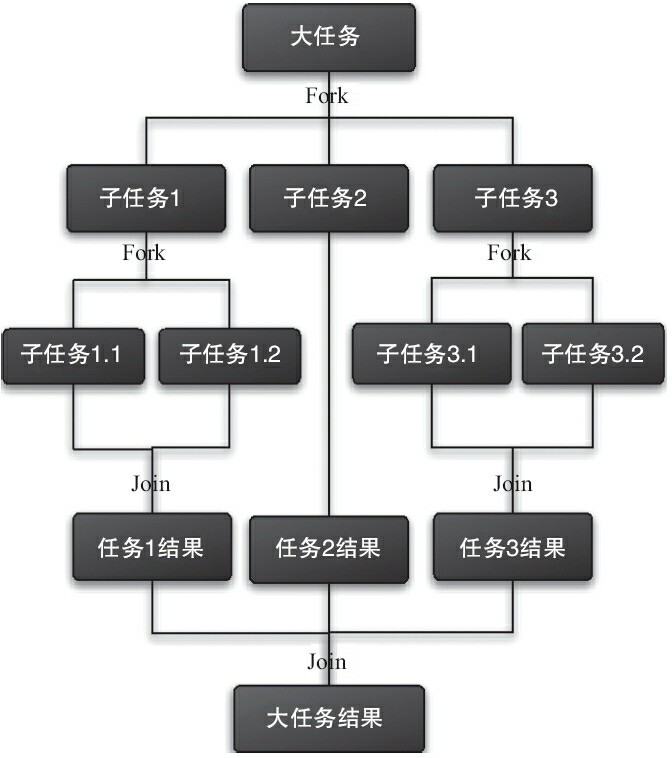 大任务
Fork
子任务1
子任务2
子任务3
Fork
Fork
子任务1.1
子任务1.2
子任务3.1
子任务3.2
Join
Join
任务1结果
任务2结果
任务3结果
Join
大任务结果